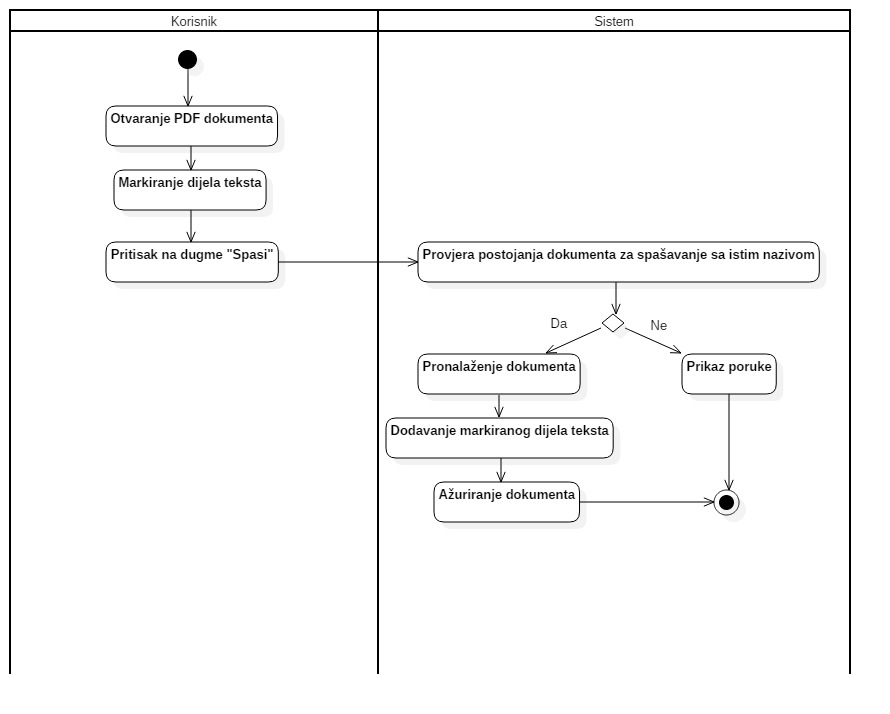 Korisnik
Sistem
Otvaranje PDF dokumenta
Markiranje dijela teksta
Pritisak na dugme "Spasi"
Provjera postojanja dokumenta za spašavanje sa istim nazivom
Da
Ne
Pronalaženje dokumenta
Prikaz poruke
Dodavanje markiranog dijela teksta
Ažuriranje dokumenta